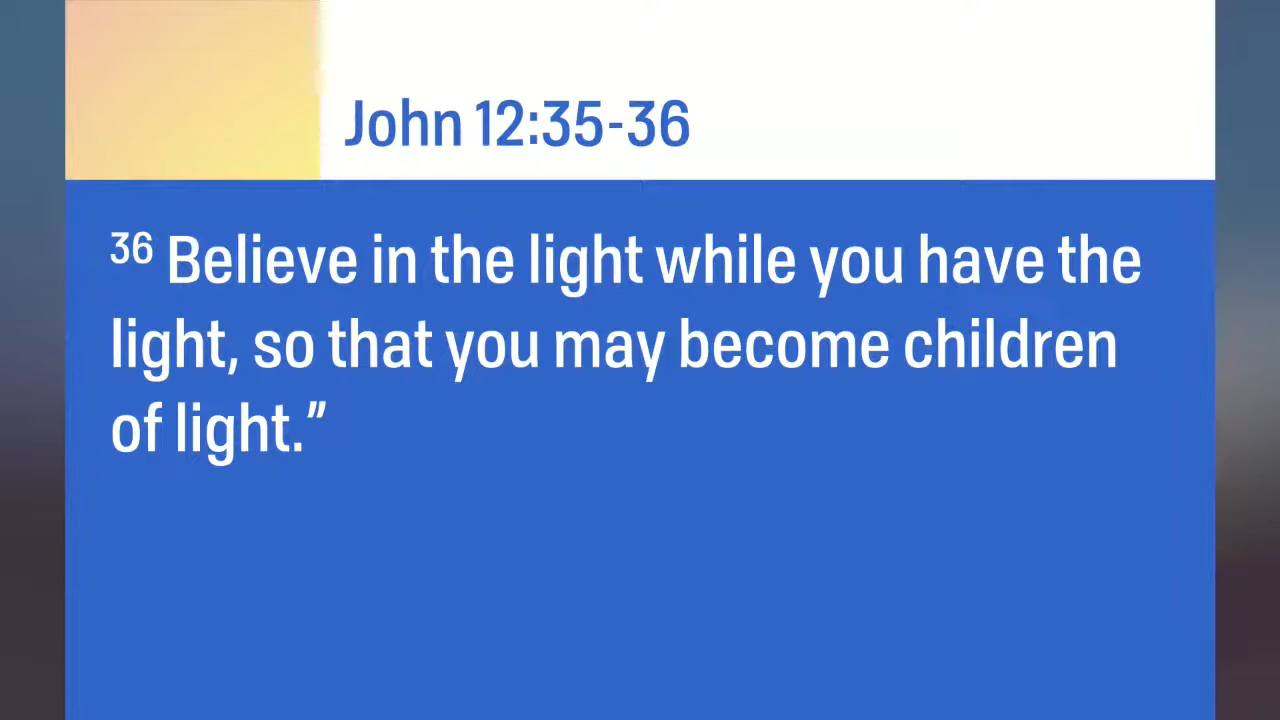 John 12:35-36
36 Believe in the light while you have the
light, so that you may become children
of light.”